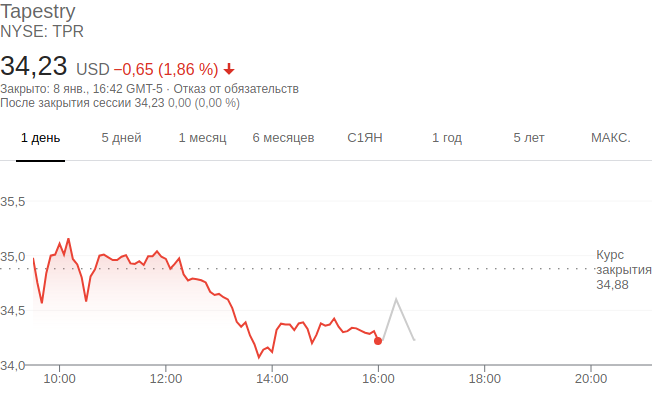 Tapestry
NYSE: TPR
34,23 USD −0,65 (1,86 %)
Закрыто: 8 янв., 16:42 GMT-5 · Отказ от обязательств
После закрытия сессии 34,23 0,00 (0,00 %)
1 день 5 дней 1 месяц 6 месяцев С1ЯН 1 год 5 лет МАКС.
35,5
35,0
34,5
34,0
Курс
закрытия
34,88
10:00 12:00 14:00 16:00 18:00 20:00